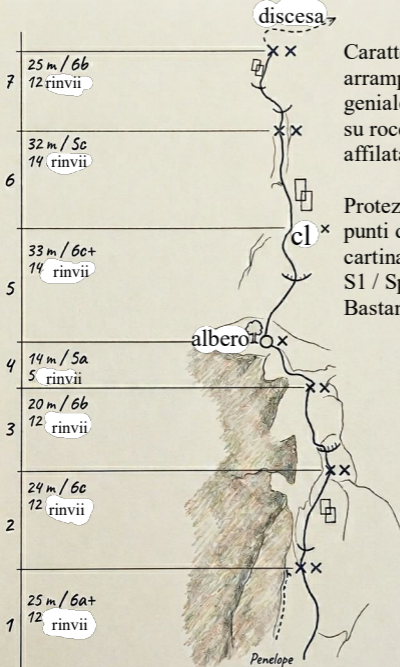 discesa
7
25 m / 6b
12 rinvii
6
32 m / 5c
14 rinvii
cl
5
33 m / 6c+
14 rinvii
albero
4
14 m / 5a
5 rinvii
3
20 m / 6b
12 rinvii
2
24 m / 6c
12 rinvii
1
25 m / 6a+
12 rinvii
Penelope
Caratt
arramp
geniale
su rocc
affilata
Protez
punti d
cartina
S1 / Sp
Bastan